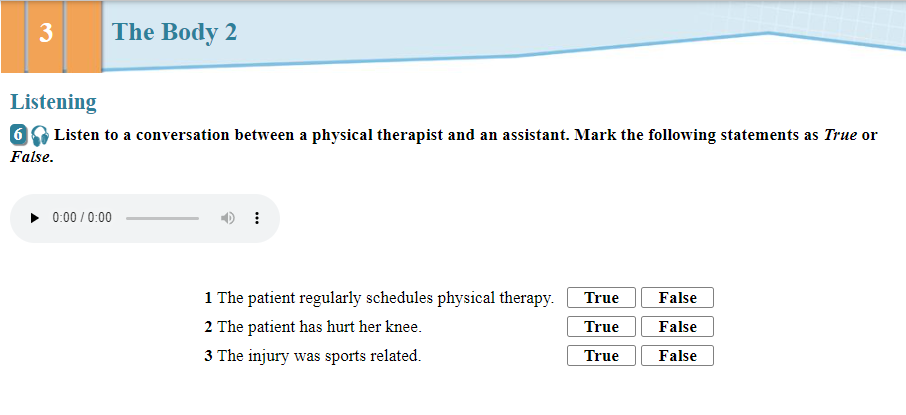 3 The Body 2
Listening
6 Listen to a conversation between a physical therapist and an assistant. Mark the following statements as True or
False.
0:00 / 0:00
1 The patient regularly schedules physical therapy. True False
2 The patient has hurt her knee. True False
3 The injury was sports related. True False